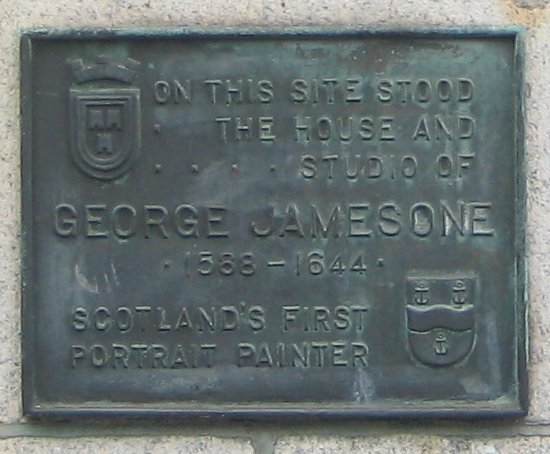 ON THIS SITE STOOD
· THE HOUSE AND
· · · · STUDIO OF
GEORGE JAMESONE
· 1588 – 1644 ·
SCOTLAND'S FIRST
PORTRAIT PAINTER